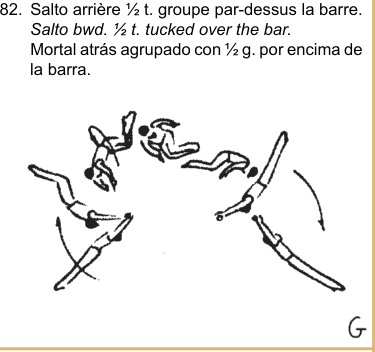 82. Salto arrière ½ t. groupe par-dessus la barre.
Salto bwd. ½ t. tucked over the bar.
Mortal atrás agrupado con ½ g. por encima de
la barra.
G